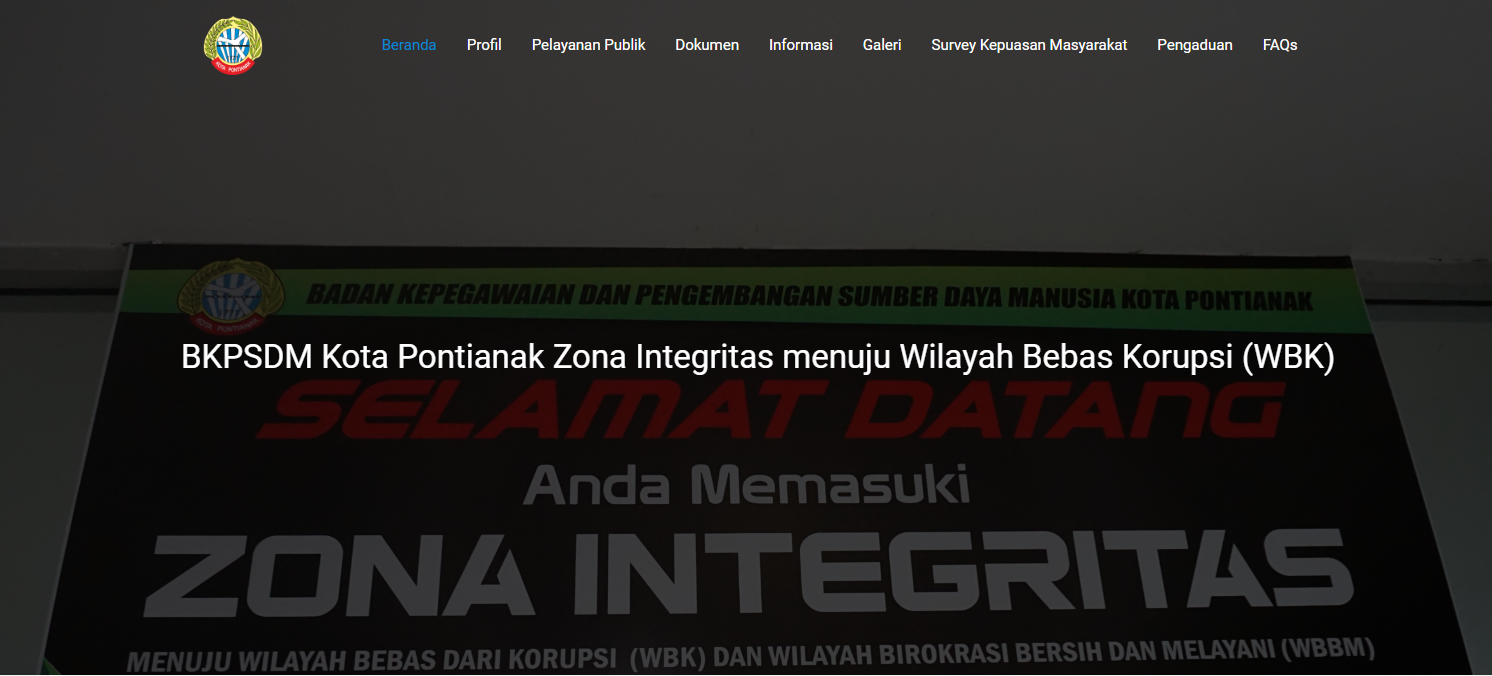 KOTA PONTIANAK
Beranda Profil Pelayanan Publik Dokumen Informasi Galeri Survey Kepuasan Masyarakat Pengaduan FAQs
BADAN KEPEGAWAIAN DAN PENGEMBANGAN SUMBER DAYA MANUSIA KOTA PONTIANAK
KOTA PONTIANAK
BKPSDM Kota Pontianak Zona Integritas menuju Wilayah Bebas Korupsi (WBK)
SELAMAT DATANG
Anda Memasuki
ZONA INTEGRITAS
MENUJU WILAYAH BEBAS DARI KORUPSI (WBK) DAN WILAYAH BIROKRASI BERSIH DAN MELAYANI (WBBM)